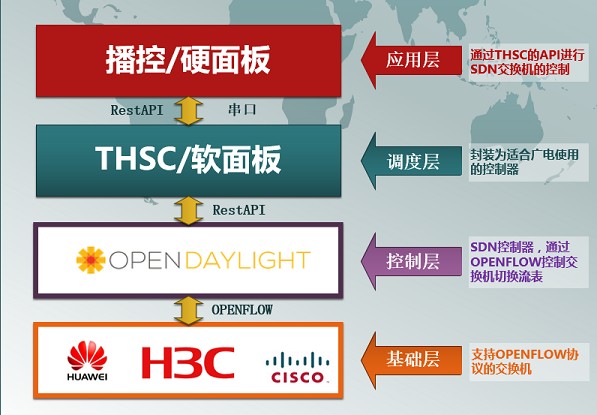 播控/硬面板
应用层
通过THSC的API进行
SDN交换机的控制
RestAPI 串口
THSC/软面板
调度层
封装为适合广电使用
的控制器
RestAPI
OPENDAYLIGHT
控制层
SDN控制器，通过
OPENFLOW控制交
换机切换流表
OPENFLOW
HUAWEI
H3C
CISCO
基础层
支持OPENFLOW协
议的交换机